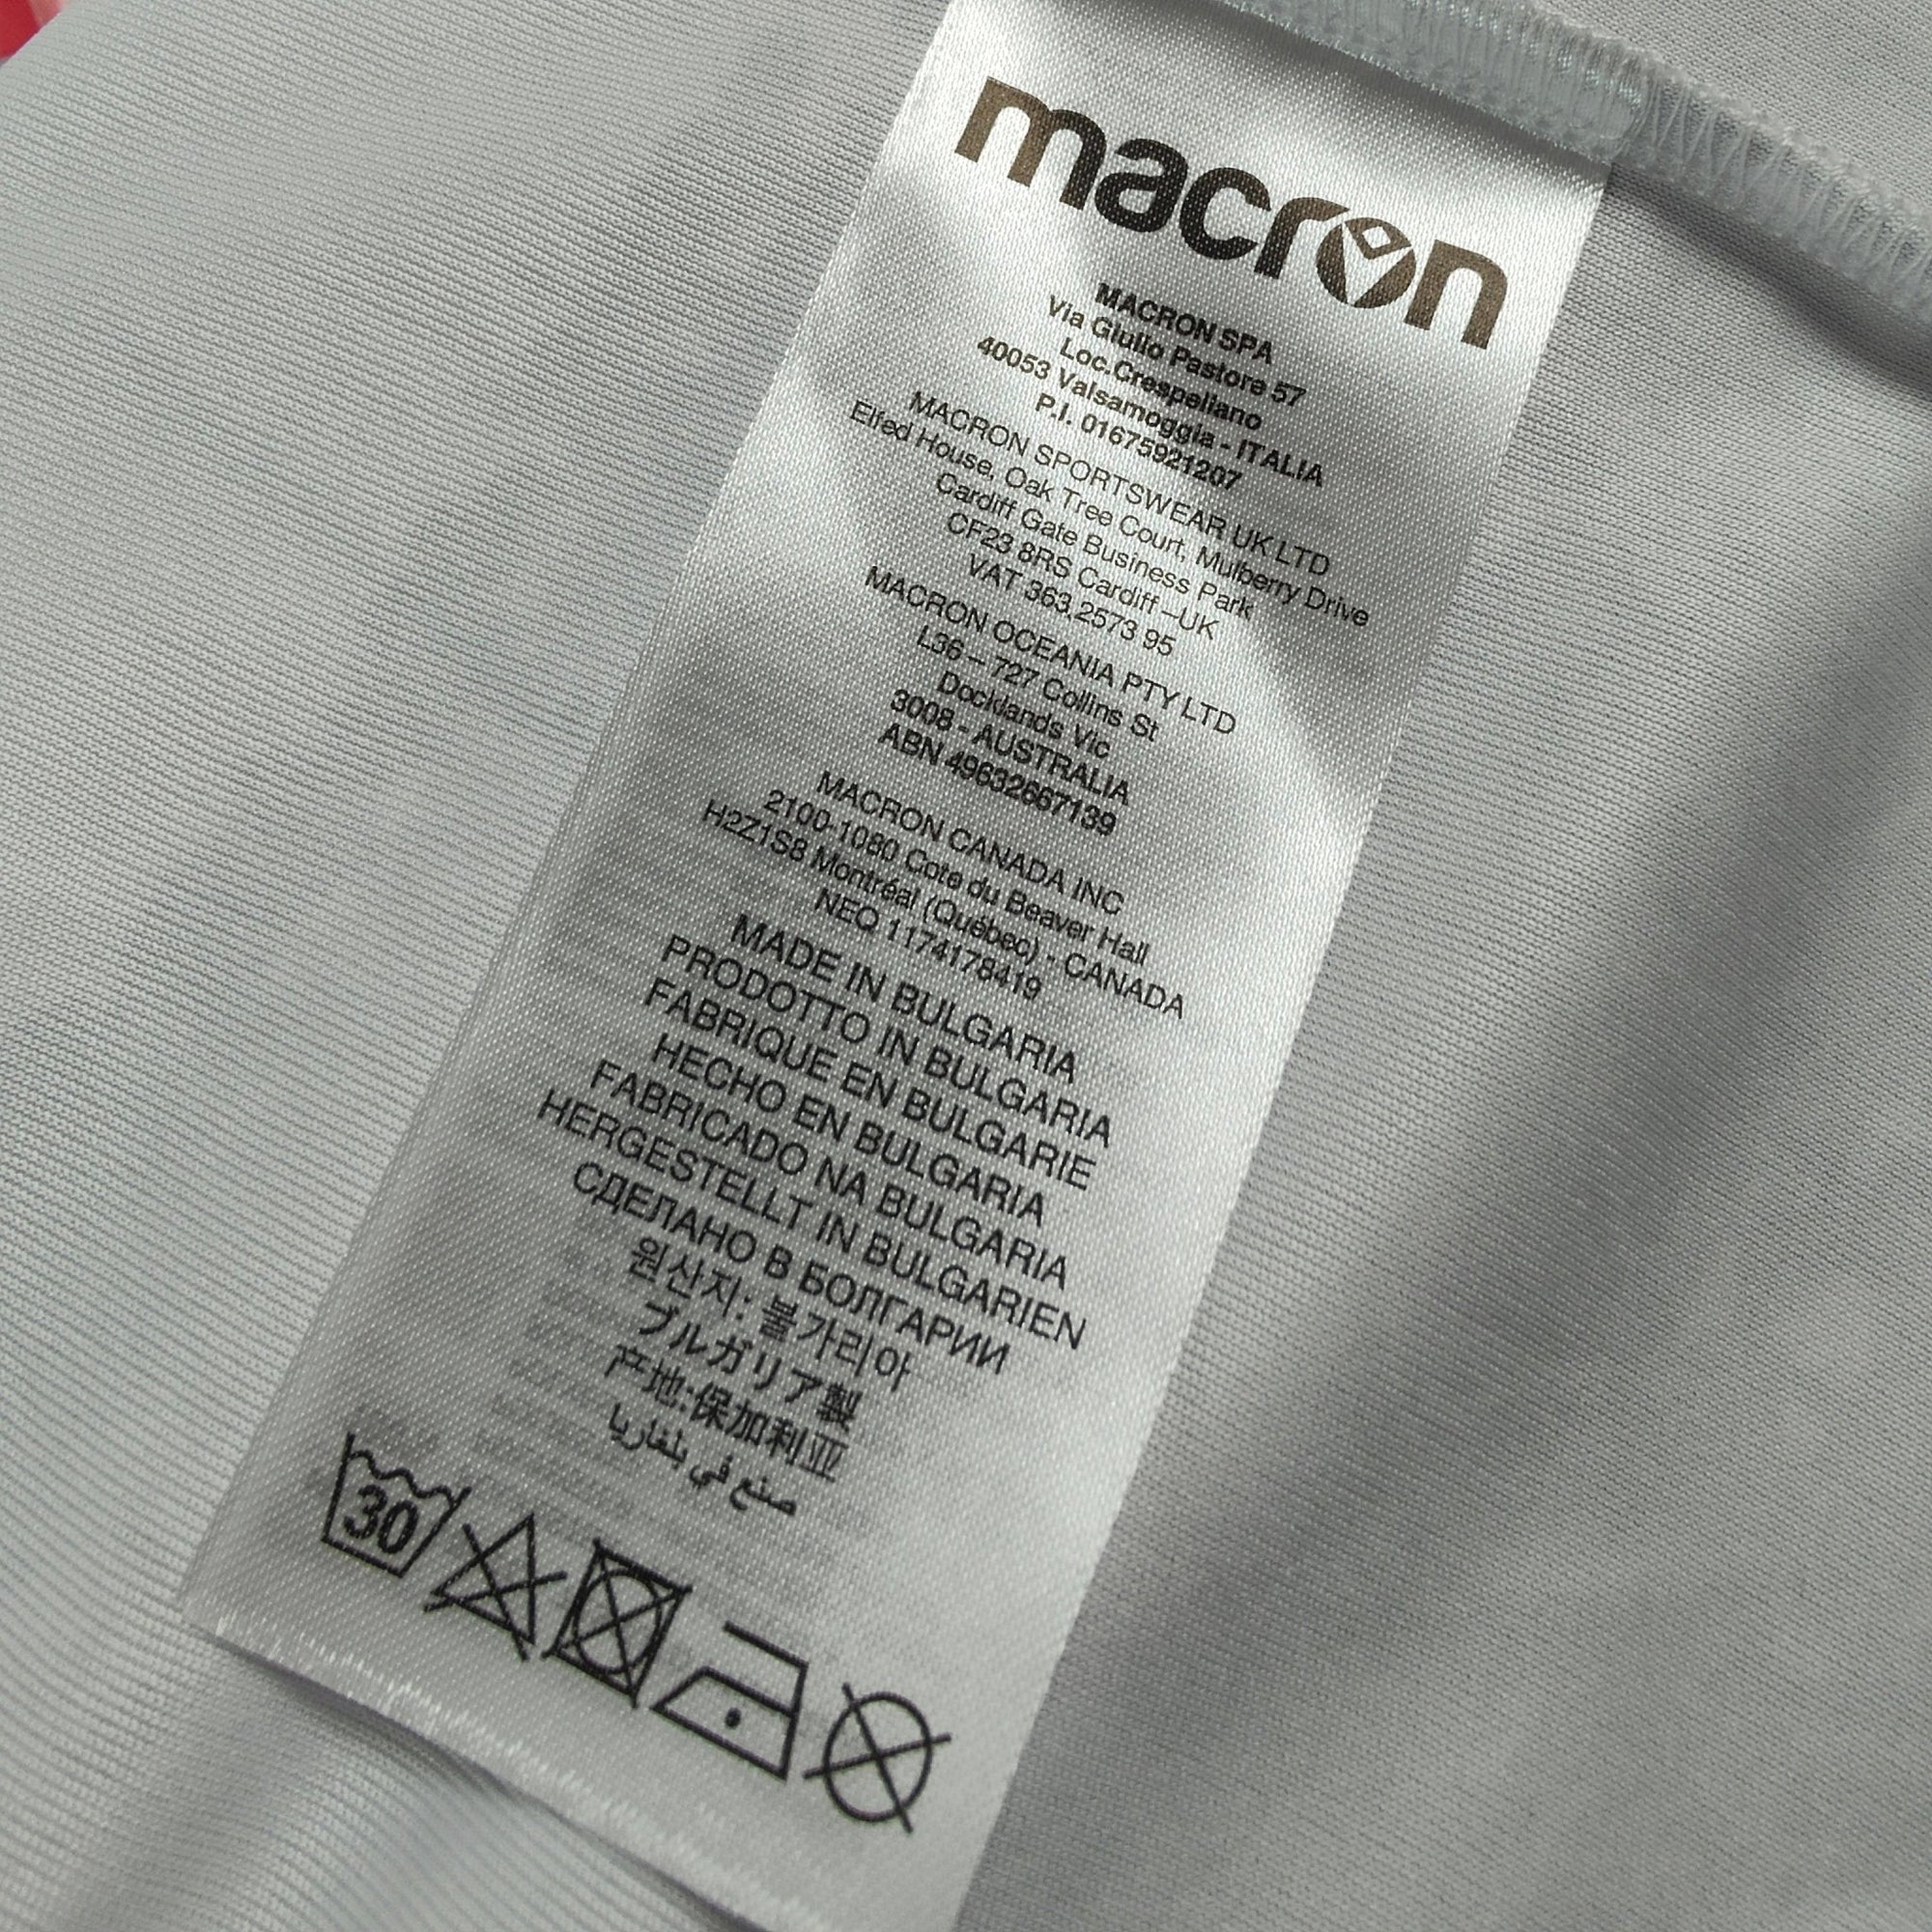 macron
MACRON SPA
Via Giulio Pastore 57
Loc.Crespellano
40053 Valsamoggia - ITALIA
P.I. 01675921207
MACRON SPORTSWEAR UK LTD
Elfed House, Oak Tree Court, Mulberry Drive
Cardiff Gate Business Park
CF23 8RS Cardiff –UK
VAT 363.2573 95
MACRON OCEANIA PTY LTD
L36 – 727 Collins St
Docklands Vic
3008 - AUSTRALIA
ABN 49632667139
MACRON CANADA INC
2100-1080 Cote du Beaver Hall
H2Z1S8 Montréal (Québec) - CANADA
NEQ 1174178419
MADE IN BULGARIA
PRODOTTO IN BULGARIA
FABRIQUE EN BULGARIE
HECHO EN BULGARIA
FABRICADO NA BULGARIA
HERGESTELLT IN BULGARIEN
СДЕЛАНО В БОЛГАРИИ
원산지: 불가리아
ブルガリア製
产地:保加利亚
صنع في بلغاريا
30